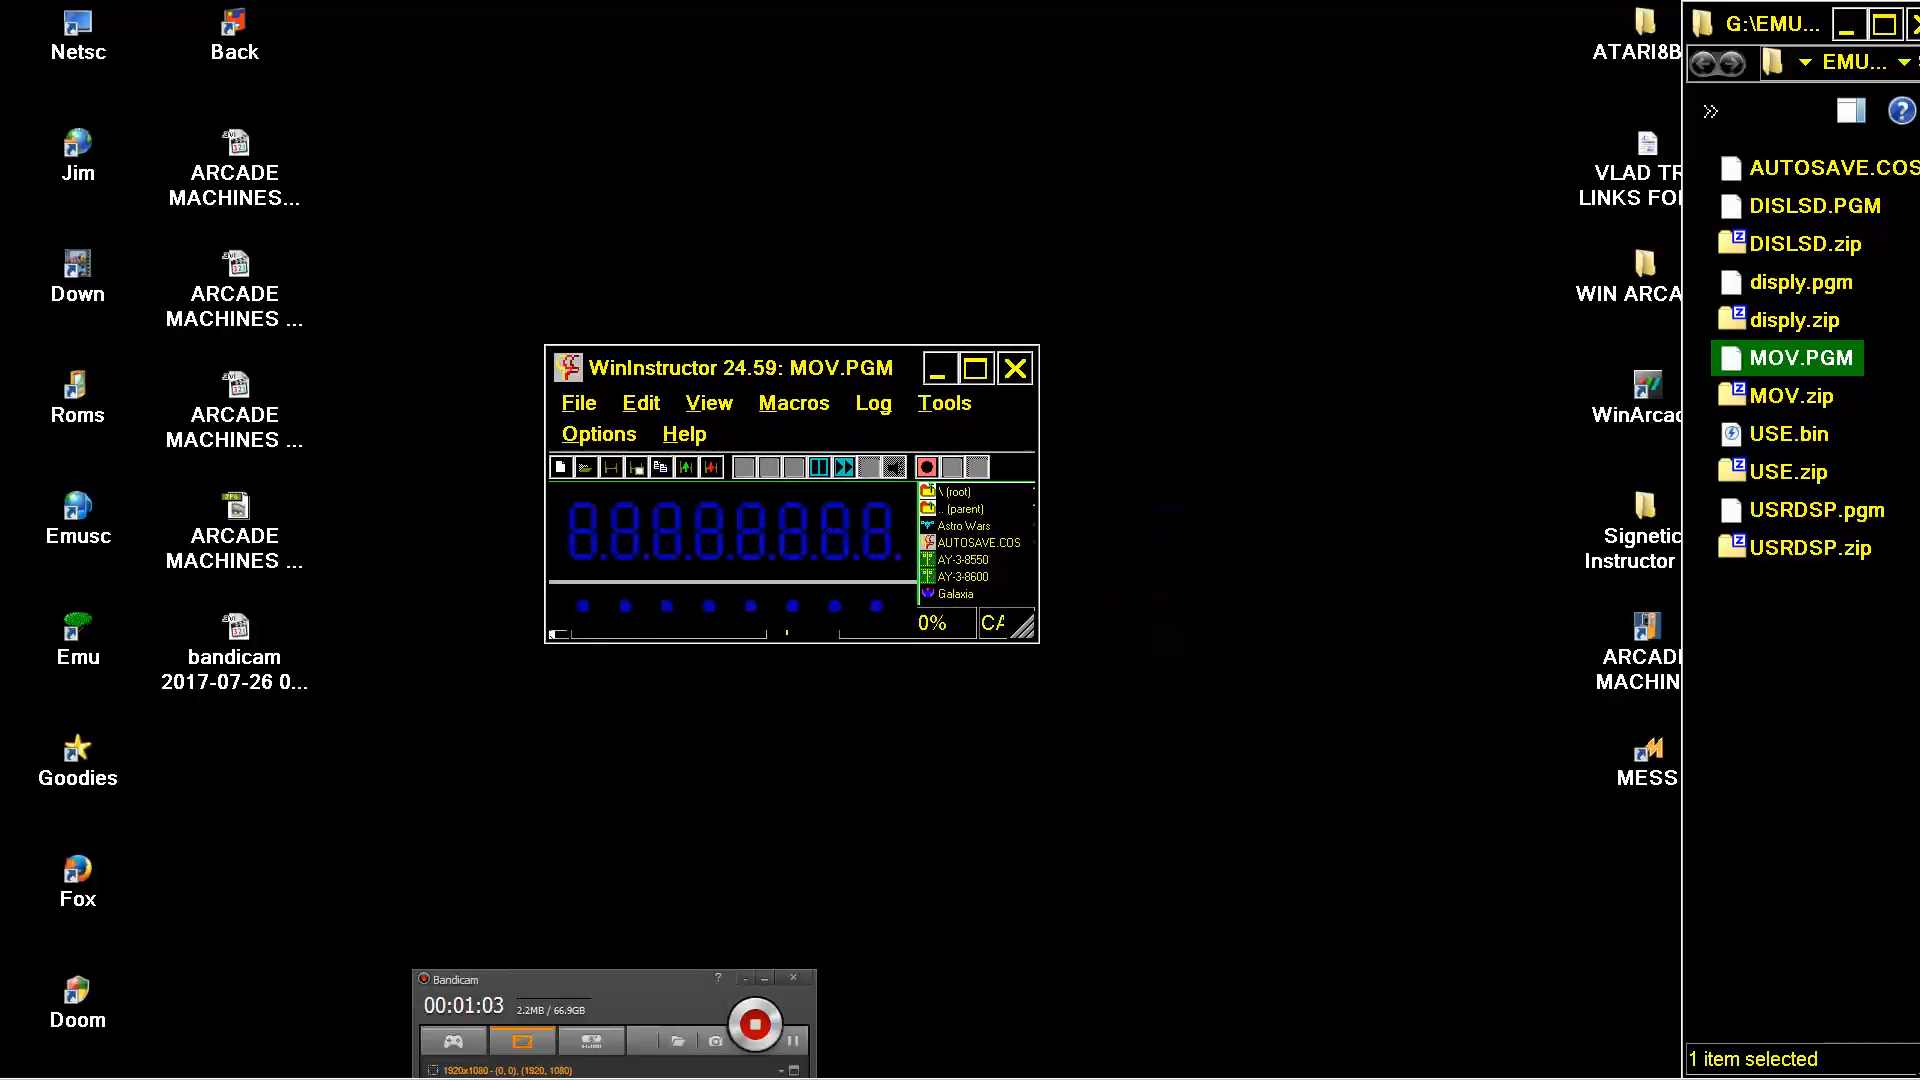 Netsc
Back
Jim
ARCADE
MACHINES...
Down
ARCADE
MACHINES ...
Roms
ARCADE
MACHINES ...
Emusc
ARCADE
MACHINES ...
Emu
bandicam
2017-07-26 0...
Goodies
Fox
Doom
WinInstructor 24.59: MOV.PGM
File Edit View Macros Log Tools
Options Help
8.8.8.8.8.8.8.8.
\ (root)
.. (parent)
Astro Wars
AUTOSAVE.COS
AY-3-8550
AY-3-8600
Galaxia
0%
CA
Bandicam
00:01:03
2.2MB / 66.9GB
1920x1080 - (0, 0), (1920, 1080)
ATARI8B
VLAD TR
LINKS FO
WIN ARCA
WinArcad
Signetic
Instructor
ARCADI
MACHIN
MESS
G:\EMU...
EMU...
AUTOSAVE.COS
DISLSD.PGM
DISLSD.zip
disply.pgm
disply.zip
MOV.PGM
MOV.zip
USE.bin
USE.zip
USRDSP.pgm
USRDSP.zip
1 item selected